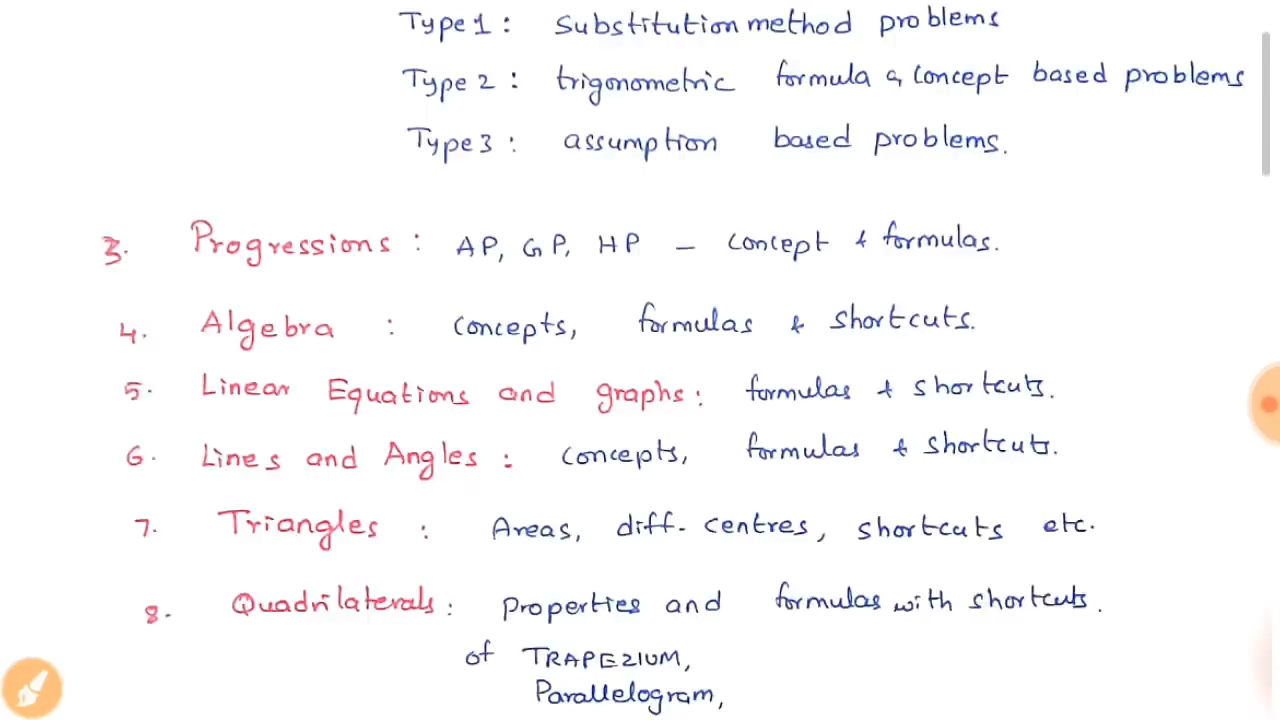 Type 1 : Substitution method problems
Type 2 : trigonometric formula & concept based problems
Type 3 : assumption based problems.
3. Progressions : AP, GP, HP – concept & formulas.
4. Algebra : concepts, formulas & shortcuts.
5. Linear Equations and graphs : formulas & shortcuts.
6. Lines and Angles : concepts, formulas & shortcuts.
7. Triangles : Areas, diff. centres, shortcuts etc.
8. Quadrilaterals : properties and formulas with shortcuts.
of TRAPEZIUM,
Parallelogram,